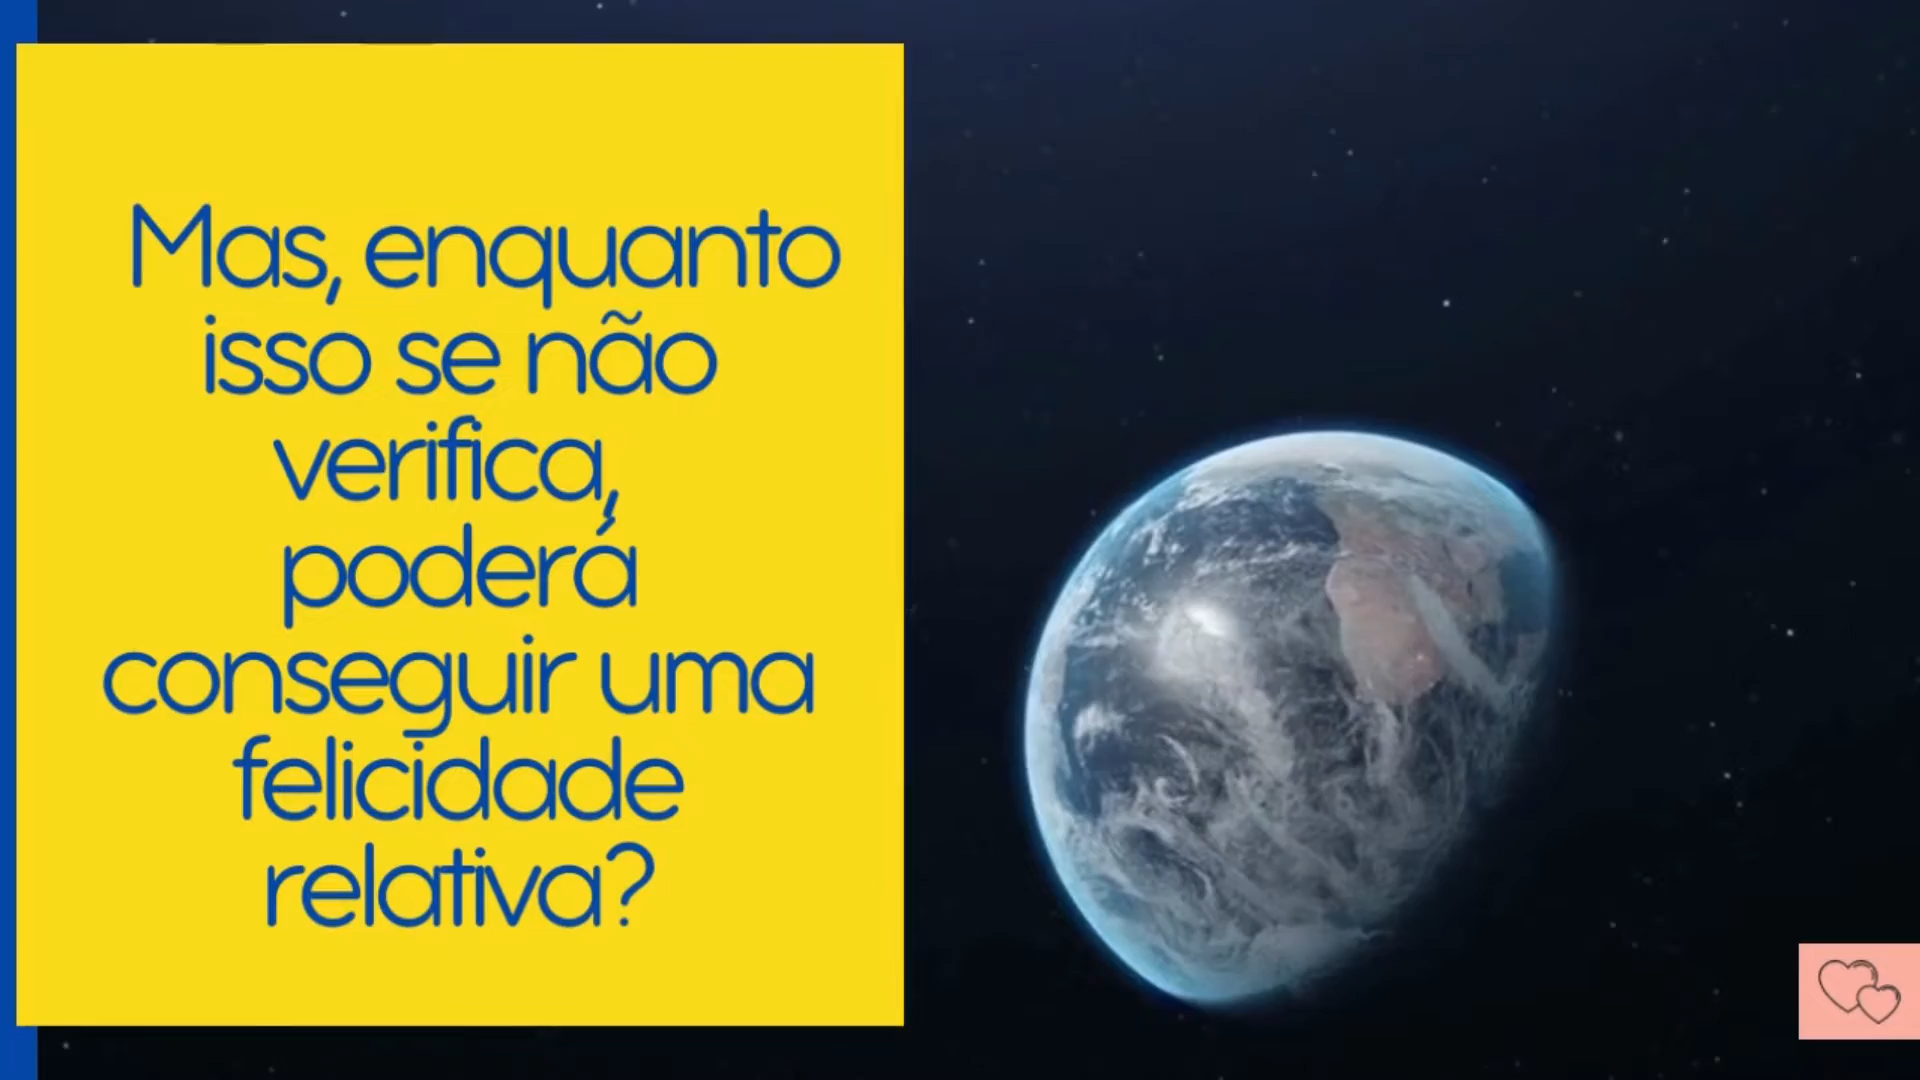 Mas, enquanto
isso se não
verifica,
poderá
conseguir uma
felicidade
relativa?